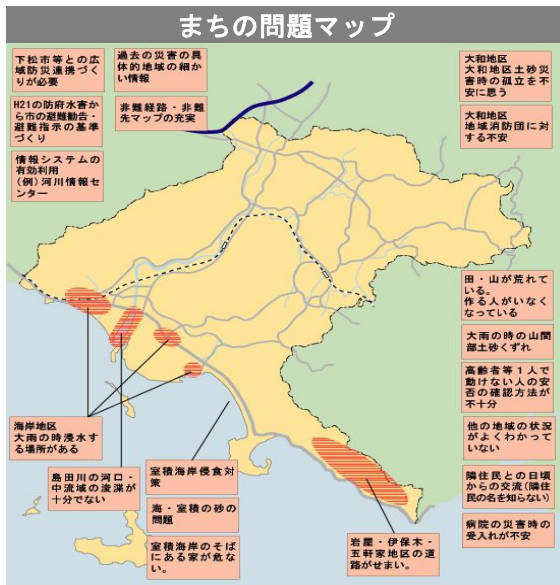 まちの問題マップ
下松市等との広
域防災連携づく
りが必要
過去の災害の具
体的地域の細か
い情報
大和地区
大和地区土砂災
害時の孤立を不
安に思う
H21の防府水害か
ら市の避難勧告・
避難指示の基準
づくり
非難経路・非難
先マップの充実
大和地区
地域消防団に対
する不安
情報システムの
有効利用
(例)河川情報セ
ンター
田・山が荒れて
いる。
作る人がいなく
なっている
大雨の時の山間
部土砂くずれ
高齢者等1人で
動けない人の安
否の確認方法が
不十分
海岸地区
大雨の時浸水す
る場所がある
他の地域の状況
がよくわかって
いない
島田川の河口・
中流域の浚渫が
十分でない
室積海岸侵食対
策
隣住民との日頃
からの交流(隣住
民の名を知らない)
海・室積の砂の
問題
病院の災害時の
受入れが不安
室積海岸のそば
にある家が危な
い。
岩屋・伊保木・
五軒家地区の道
路がせまい。